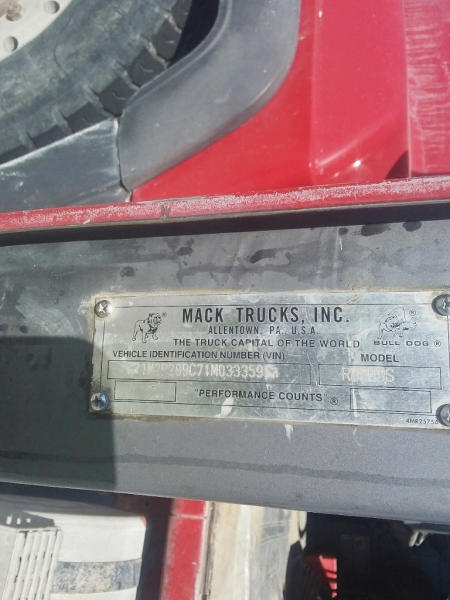 MACK TRUCKS, INC.
ALLENTOWN, PA., U.S.A.
THE TRUCK CAPITAL OF THE WORLD
BULL DOG ®
VEHICLE IDENTIFICATION NUMBER (VIN)
MODEL
"PERFORMANCE COUNTS" ®